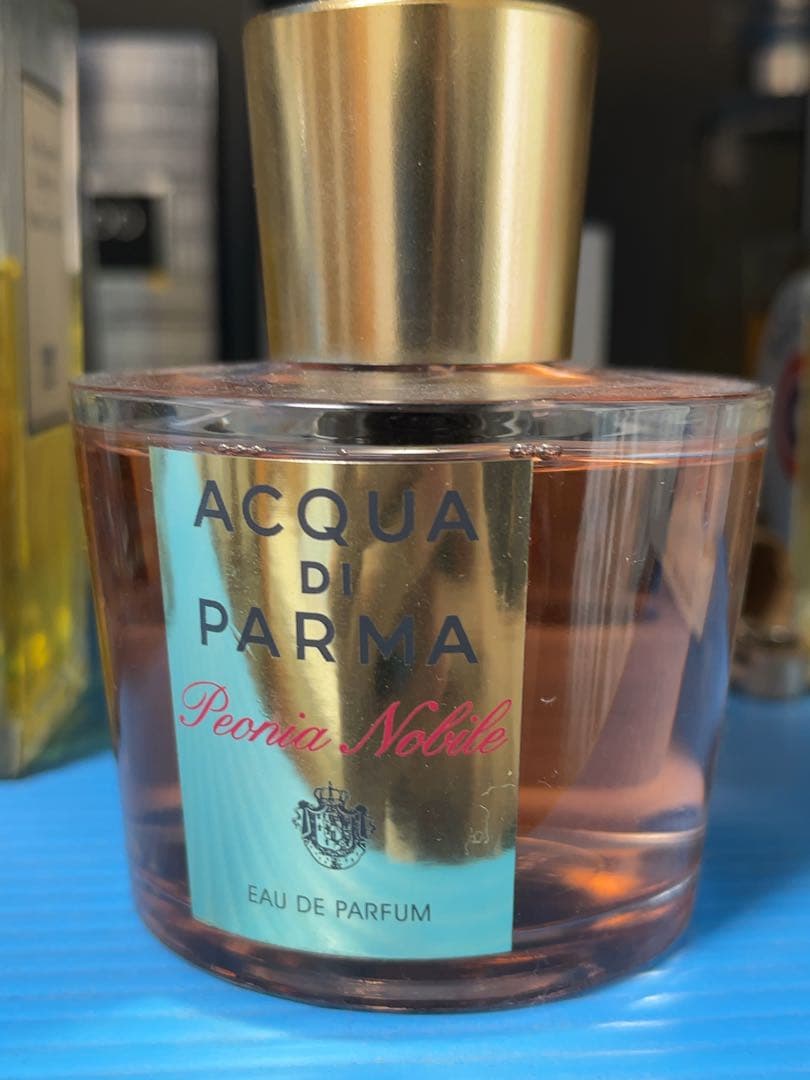 ACQUA
DI
PARMA
Peonia Nobile
EAU DE PARFUM